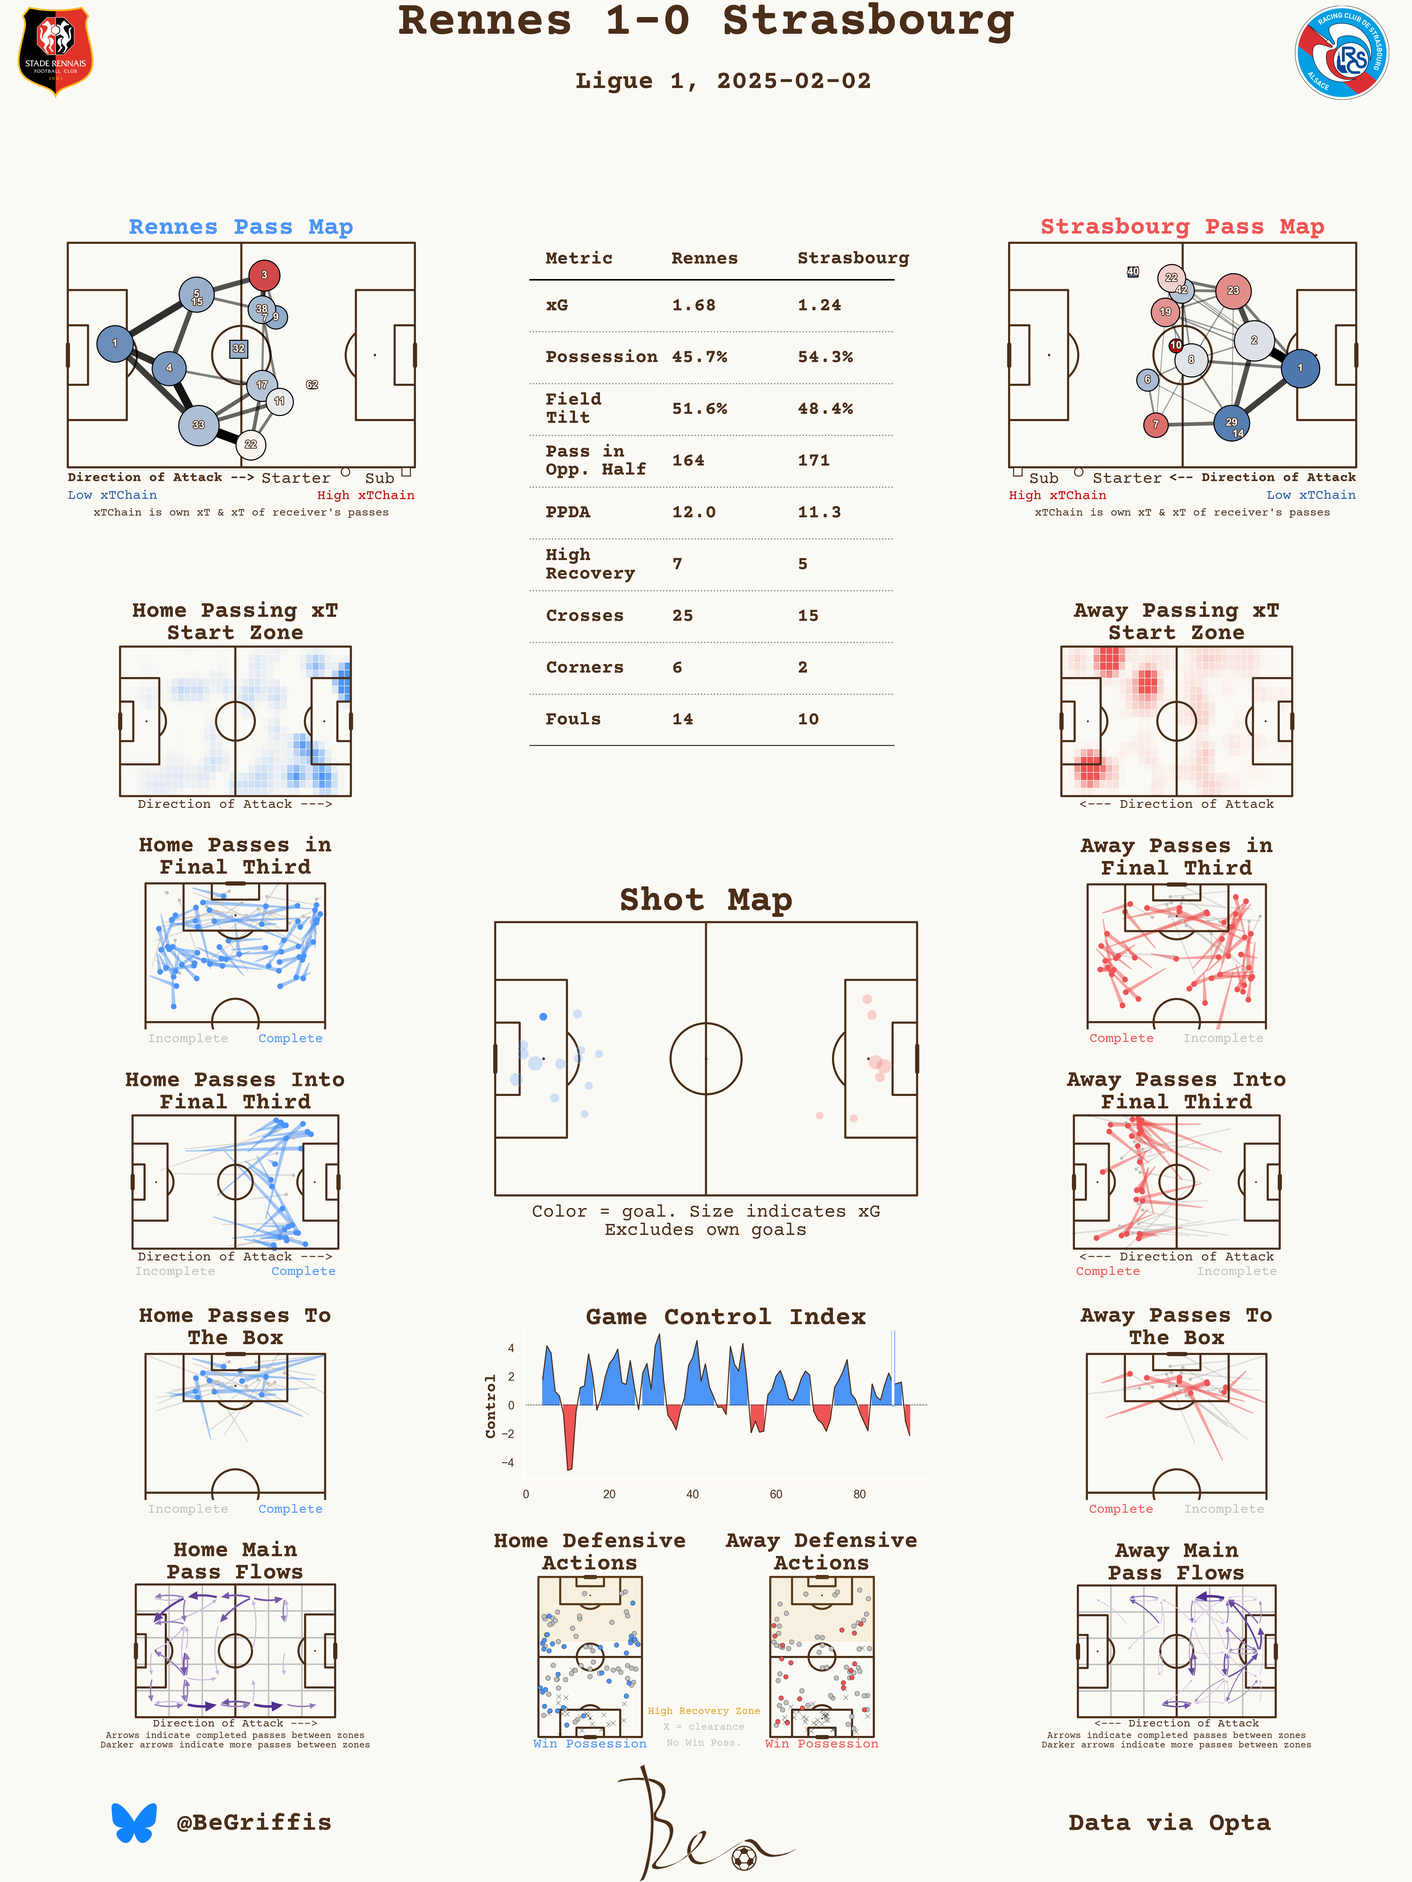 Rennes 1-0 Strasbourg
Ligue 1, 2025-02-02
STADE RENNAIS
FOOTBALL CLUB
1901
RACING CLUB DE STRASBOURG
ALSACE
RCS
Rennes Pass Map
1
5
15
4
33
3
38
7
9
32
17
11
62
22
Direction of Attack --> Starter Sub
Low xTChain High xTChain
xTChain is own xT & xT of receiver's passes
Metric Rennes Strasbourg
xG 1.68 1.24
Possession 45.7% 54.3%
Field
Tilt 51.6% 48.4%
Pass in
Opp. Half 164 171
PPDA 12.0 11.3
High
Recovery 7 5
Crosses 25 15
Corners 6 2
Fouls 14 10
Strasbourg Pass Map
40
22
42
23
19
10
8
2
6
1
7
29
14
Sub Starter <-- Direction of Attack
High xTChain Low xTChain
xTChain is own xT & xT of receiver's passes
Home Passing xT
Start Zone
Direction of Attack --->
Away Passing xT
Start Zone
<--- Direction of Attack
Home Passes in
Final Third
Incomplete Complete
Away Passes in
Final Third
Complete Incomplete
Shot Map
Color = goal. Size indicates xG
Excludes own goals
Home Passes Into
Final Third
Direction of Attack --->
Incomplete Complete
Away Passes Into
Final Third
<--- Direction of Attack
Complete Incomplete
Home Passes To
The Box
Incomplete Complete
Game Control Index
Control
4
2
0
−2
−4
0 20 40 60 80
Away Passes To
The Box
Complete Incomplete
Home Main
Pass Flows
Direction of Attack --->
Arrows indicate completed passes between zones
Darker arrows indicate more passes between zones
Home Defensive
Actions
Win Possession
High Recovery Zone
X = clearance
No Win Poss.
Away Defensive
Actions
Win Possession
Away Main
Pass Flows
<--- Direction of Attack
Arrows indicate completed passes between zones
Darker arrows indicate more passes between zones
@BeGriffis
Ben
Data via Opta